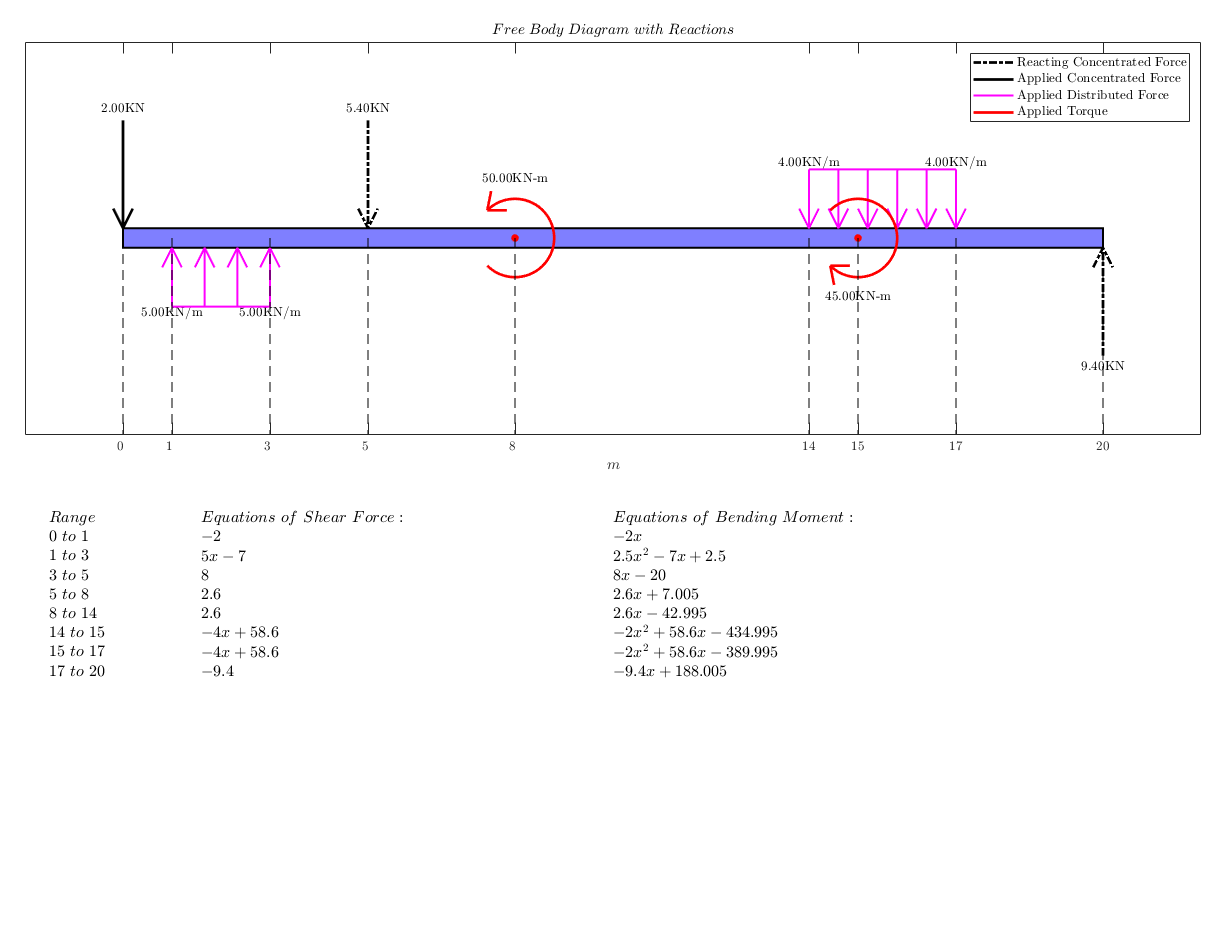 Free Body Diagram with Reactions
Reacting Concentrated Force
Applied Concentrated Force
Applied Distributed Force
Applied Torque
2.00KN 5.40KN
4.00KN/m 4.00KN/m
50.00KN-m
45.00KN-m
5.00KN/m 5.00KN/m
9.40KN
0 1 3 5 8 14 15 17 20
m
Range Equations of Shear Force : Equations of Bending Moment :
0 to 1 −2 −2x
1 to 3 5x − 7 2.5x² − 7x + 2.5
3 to 5 8 8x − 20
5 to 8 2.6 2.6x + 7.005
8 to 14 2.6 2.6x − 42.995
14 to 15 −4x + 58.6 −2x² + 58.6x − 434.995
15 to 17 −4x + 58.6 −2x² + 58.6x − 389.995
17 to 20 −9.4 −9.4x + 188.005